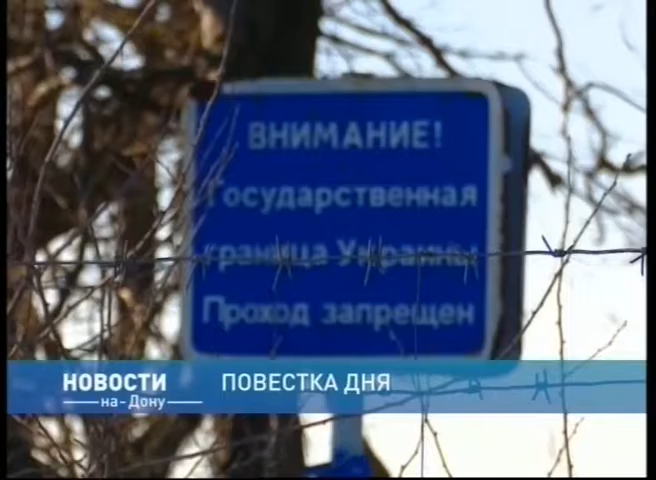 ВНИМАНИЕ!
Государственная
граница Украины
Проход запрещен
НОВОСТИ
на-Дону
ПОВЕСТКА ДНЯ